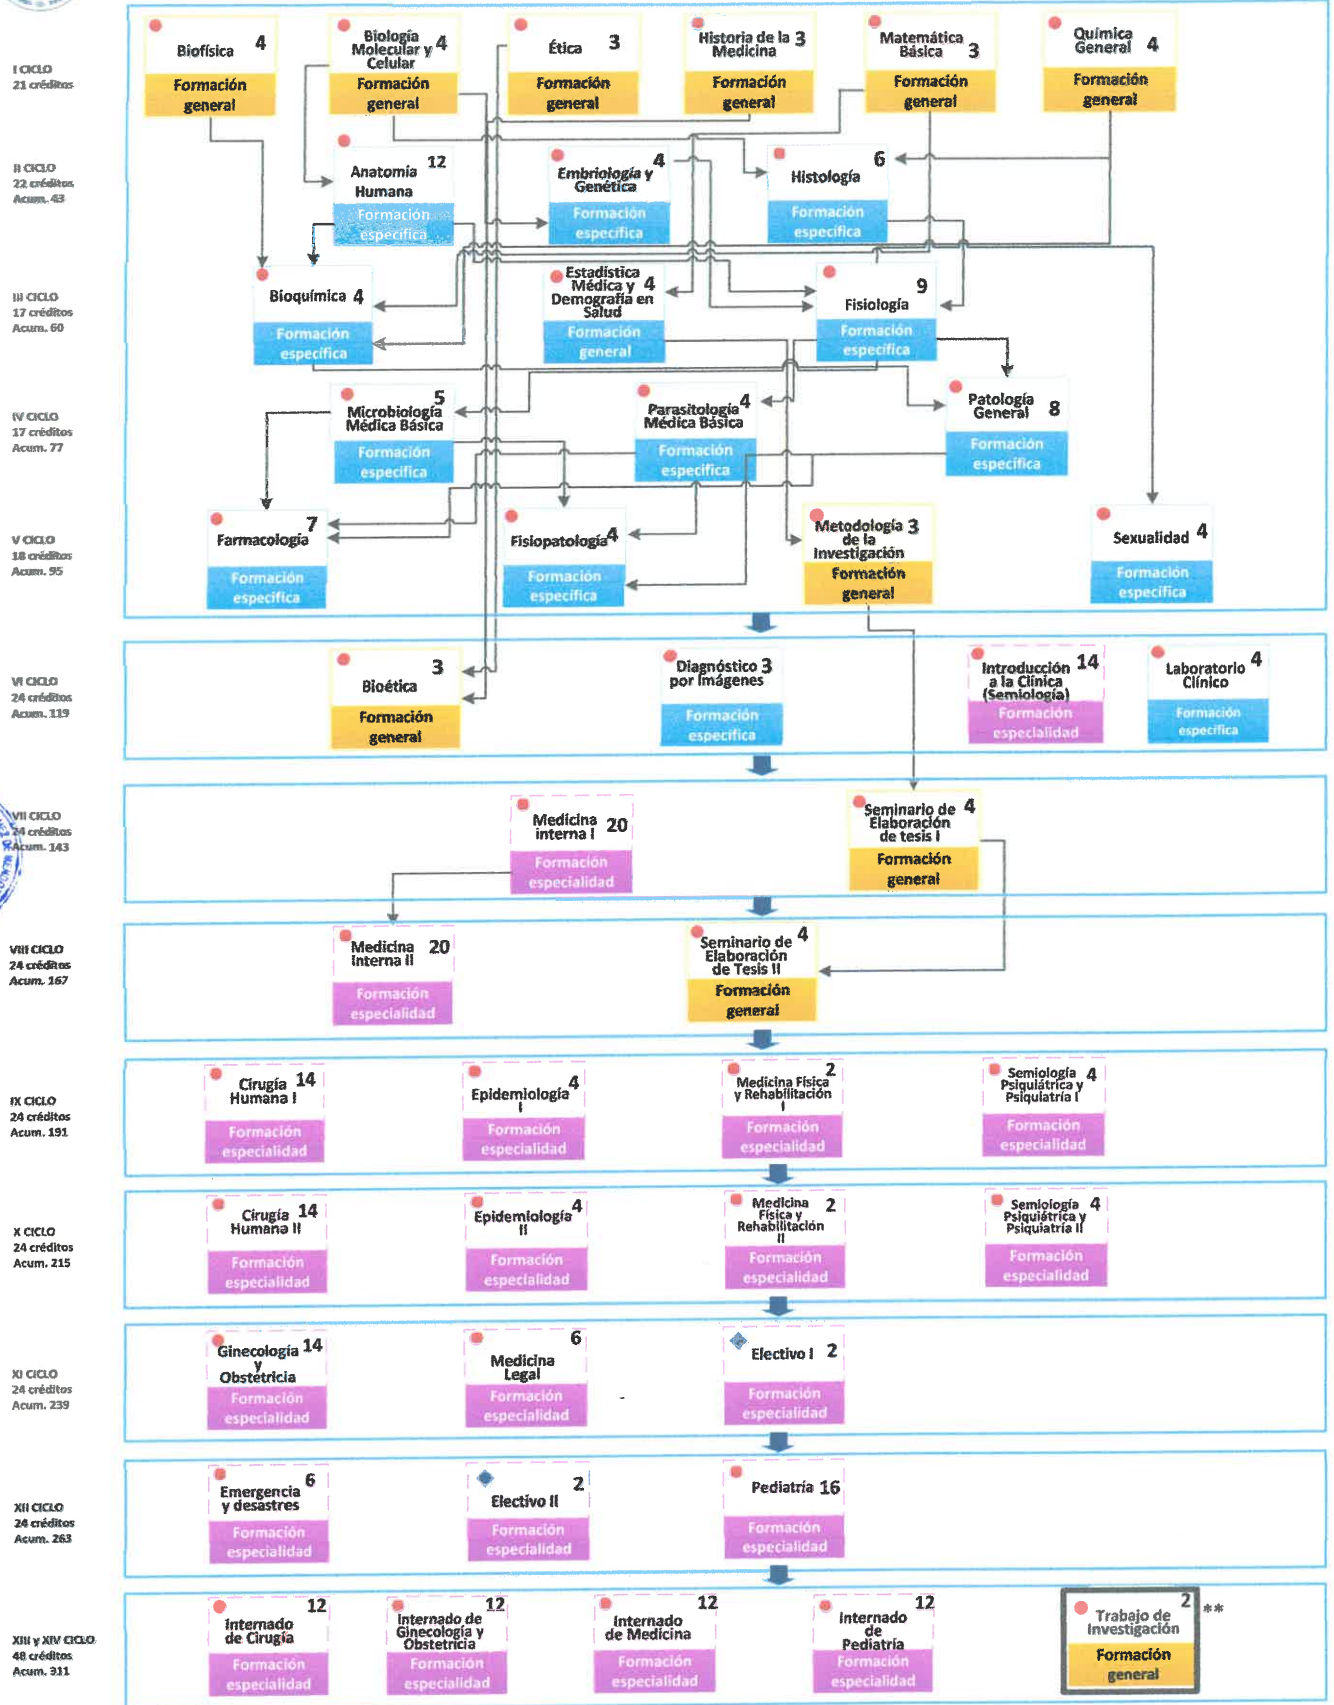 I CICLO
21 créditos
Biofísica 4
Formación
general
Biología
Molecular y 4
Celular
Formación
general
Ética 3
Formación
general
Historia de la 3
Medicina
Formación
general
Matemática
Básica 3
Formación
general
Química
General 4
Formación
general
II CICLO
22 créditos
Acum. 43
Anatomía 12
Humana
Formación
específica
4
Embriología y
Genética
Formación
específica
6
Histología
Formación
específica
III CICLO
17 créditos
Acum. 60
Bioquímica 4
Formación
específica
Estadística
Médica y 4
Demografía en
Salud
Formación
general
9
Fisiología
Formación
específica
IV CICLO
17 créditos
Acum. 77
5
Microbiología
Médica Básica
Formación
específica
4
Parasitología
Médica Básica
Formación
específica
Patología
General 8
Formación
específica
V CICLO
18 créditos
Acum. 95
7
Farmacología
Formación
específica
Fisiopatología 4
Formación
específica
Metodología 3
de la
Investigación
Formación
general
Sexualidad 4
Formación
específica
VI CICLO
24 créditos
Acum. 119
3
Bioética
Formación
general
Diagnóstico 3
por Imágenes
Formación
específica
Introducción 14
a la Clínica
(Semiología)
Formación
especialidad
Laboratorio 4
Clínico
Formación
específica
VII CICLO
24 créditos
Acum. 143
Medicina 20
interna I
Formación
especialidad
Seminario de 4
Elaboración
de tesis I
Formación
general
VIII CICLO
24 créditos
Acum. 167
Medicina 20
Interna II
Formación
especialidad
Seminario de 4
Elaboración
de Tesis II
Formación
general
IX CICLO
24 créditos
Acum. 191
Cirugía 14
Humana I
Formación
especialidad
4
Epidemiología
I
Formación
especialidad
2
Medicina Física
y Rehabilitación
I
Formación
especialidad
Semiología
Psiquiátrica y 4
Psiquiatría I
Formación
especialidad
X CICLO
24 créditos
Acum. 215
Cirugía 14
Humana II
Formación
especialidad
4
Epidemiología
II
Formación
especialidad
Medicina 2
Física y
Rehabilitación
II
Formación
especialidad
Semiología 4
Psiquiátrica y
Psiquiatría II
Formación
especialidad
XI CICLO
24 créditos
Acum. 239
Ginecología 14
y
Obstetricia
Formación
especialidad
6
Medicina
Legal
Formación
especialidad
Electivo I 2
Formación
especialidad
XII CICLO
24 créditos
Acum. 263
6
Emergencia
y desastres
Formación
especialidad
2
Electivo II
Formación
especialidad
Pediatría 16
Formación
especialidad
XIII y XIV CICLO
48 créditos
Acum. 311
12
Internado
de Cirugía
Formación
especialidad
12
Internado de
Ginecología y
Obstetricia
Formación
especialidad
12
Internado
de Medicina
Formación
especialidad
12
Internado
de
Pediatría
Formación
especialidad
2 **
Trabajo de
Investigación
Formación
general